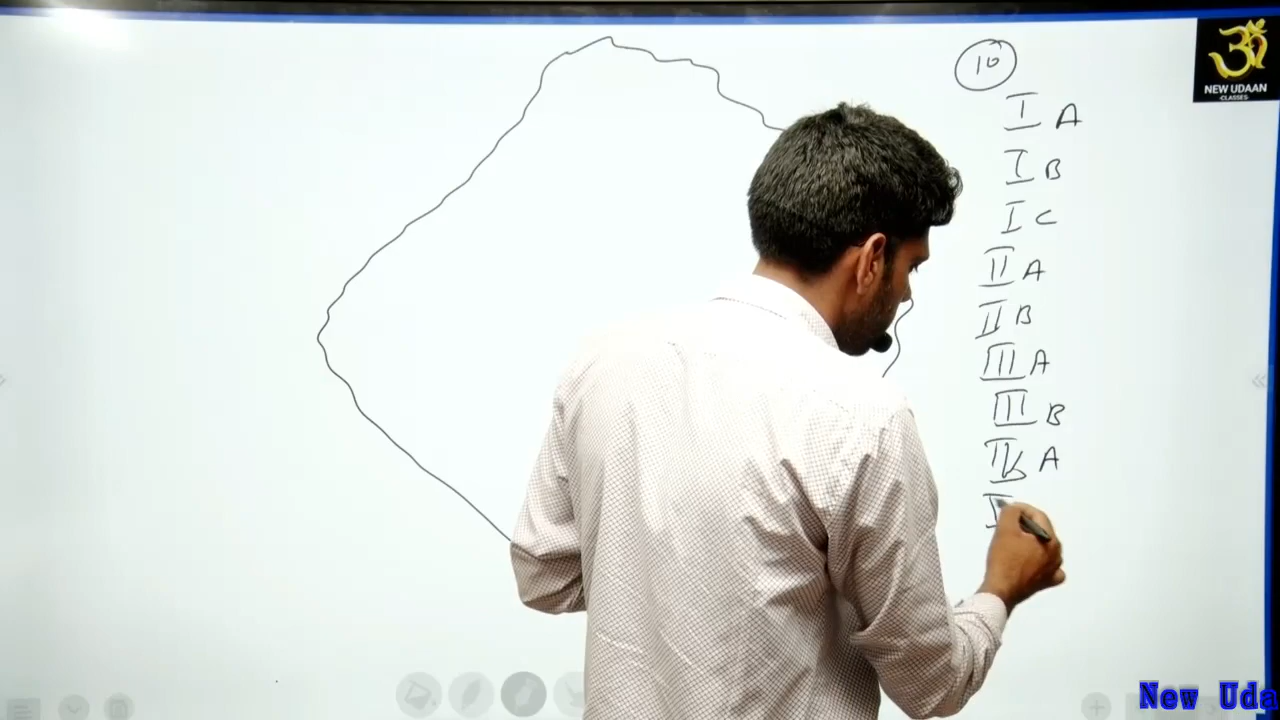 10
I A
I B
I C
II A
II B
III A
III B
IV A
I
ॐ
NEW UDAAN
-CLASSES-
New Uda